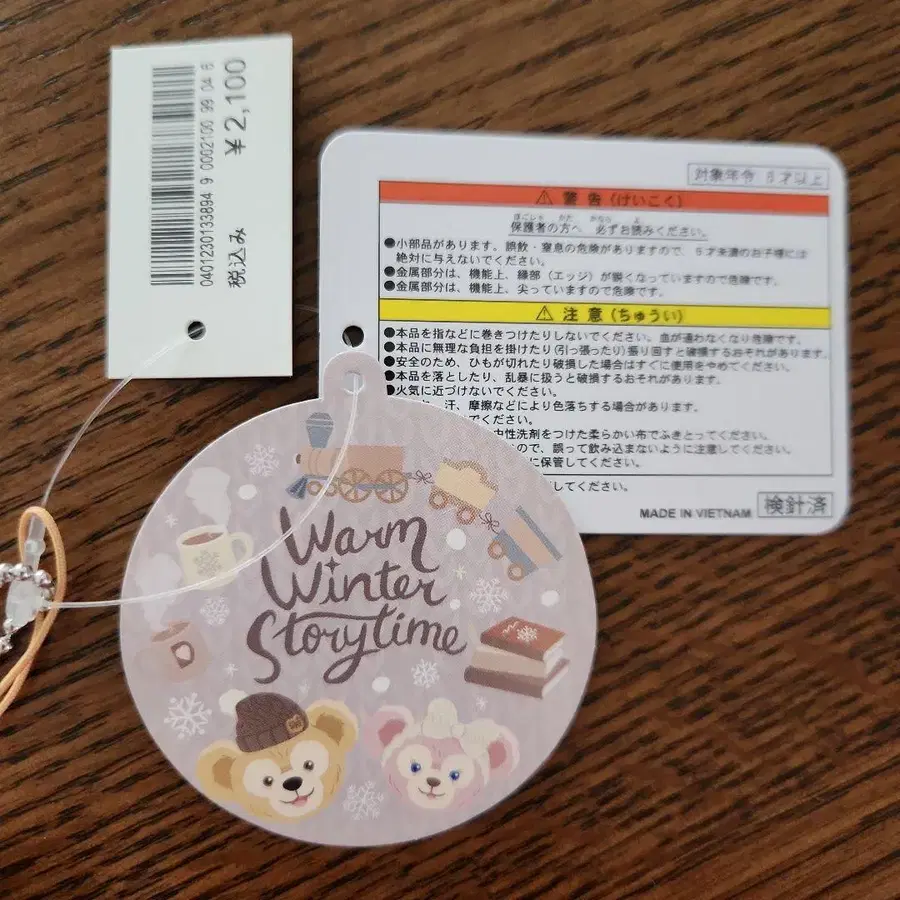 ¥2,100
税込み
0401230133894 9 0002100 99 04 6
対象年令 6才以上
⚠ 警告(けいこく)
保護者の方へ 必ずお読みください。
●小部品があります。誤飲・窒息の危険がありますので、6才未満のお子様には
絶対に与えないでください。
●金属部分は、機能上、縁部(エッジ)が鋭くなっていますので危険です。
●金属部分は、機能上、尖っていますので危険です。
⚠ 注意(ちゅうい)
●本品を指などに巻きつけたりしないでください。血が通わなくなり危険です。
●本品に無理な負担を掛けたり(引っ張ったり)振り回すと破損するおそれがあります。
●安全のため、ひもが切れたり破損した場合はすぐに使用をやめてください。
●本品を落としたり、乱暴に扱うと破損するおそれがあります。
●火気に近づけないでください。
汗、摩擦などにより色落ちする場合があります。
でください。
中性洗剤をつけた柔らかい布でふきとってください。
ので、誤って飲み込まないように注意してください。
に保管してください。
してください。
MADE IN VIETNAM 検針済
Warm
Winter
Storytime